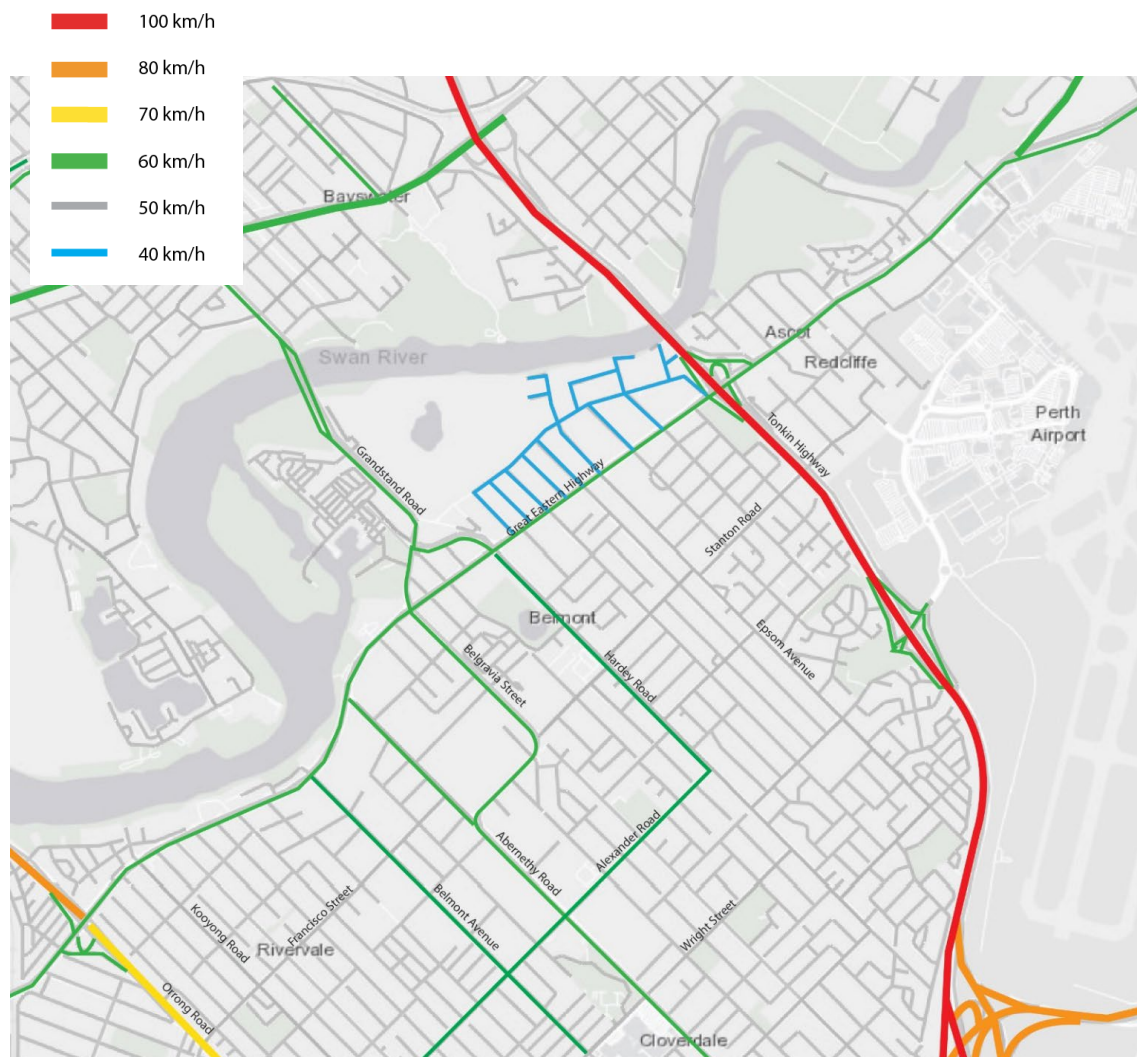 100 km/h
80 km/h
70 km/h
60 km/h
50 km/h
40 km/h
Bayswater
Swan River
Ascot
Redcliffe
Perth
Airport
Tonkin Highway
Grandstand Road
Great Eastern Highway
Stanton Road
Belmont
Epsom Avenue
Belgravia Street
Hardey Road
Alexander Road
Abernethy Road
Belmont Avenue
Francisco Street
Kooyong Road
Wright Street
Rivervale
Orrong Road
Cloverdale